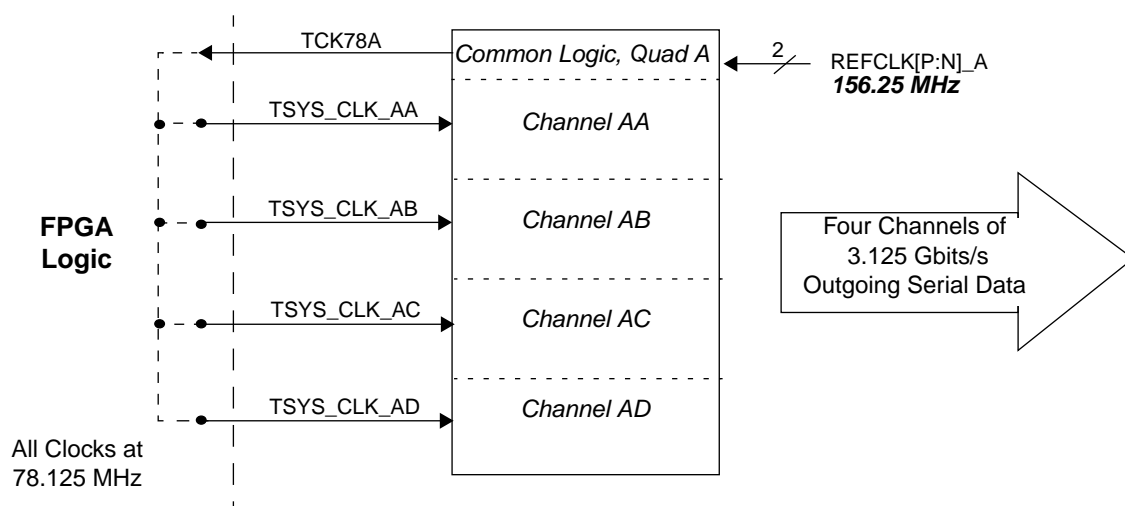 TCK78A
Common Logic, Quad A
2
REFCLK[P:N]_A
156.25 MHz
TSYS_CLK_AA
Channel AA
TSYS_CLK_AB
Channel AB
FPGA
Logic
Four Channels of
3.125 Gbits/s
Outgoing Serial Data
TSYS_CLK_AC
Channel AC
TSYS_CLK_AD
Channel AD
All Clocks at
78.125 MHz